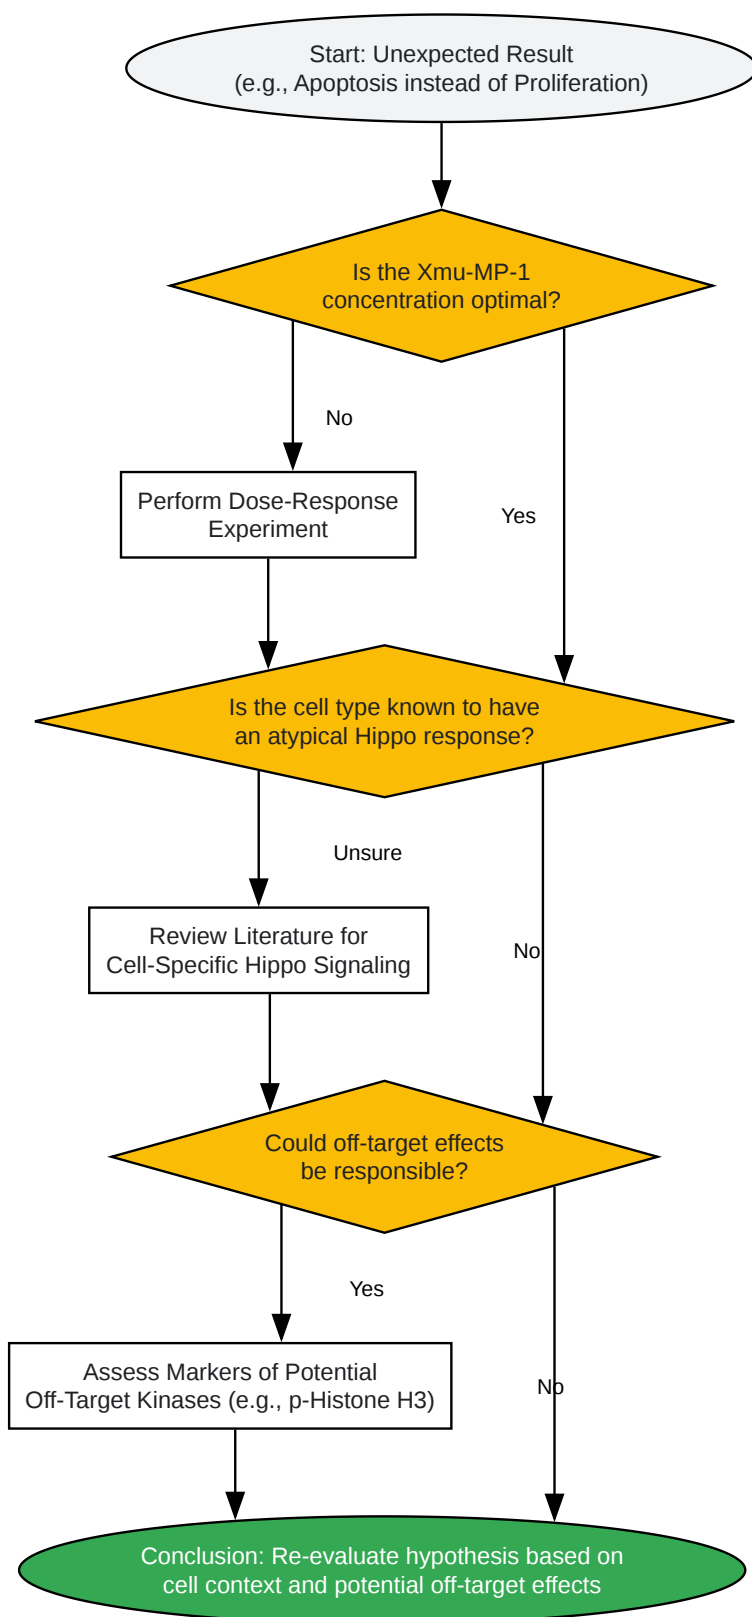 Start: Unexpected Result
(e.g., Apoptosis instead of Proliferation)
Is the Xmu-MP-1
concentration optimal?
No
Perform Dose-Response
Experiment
Yes
Is the cell type known to have
an atypical Hippo response?
Unsure
Review Literature for
Cell-Specific Hippo Signaling
No
Could off-target effects
be responsible?
Yes
Assess Markers of Potential
Off-Target Kinases (e.g., p-Histone H3)
No
Conclusion: Re-evaluate hypothesis based on
cell context and potential off-target effects